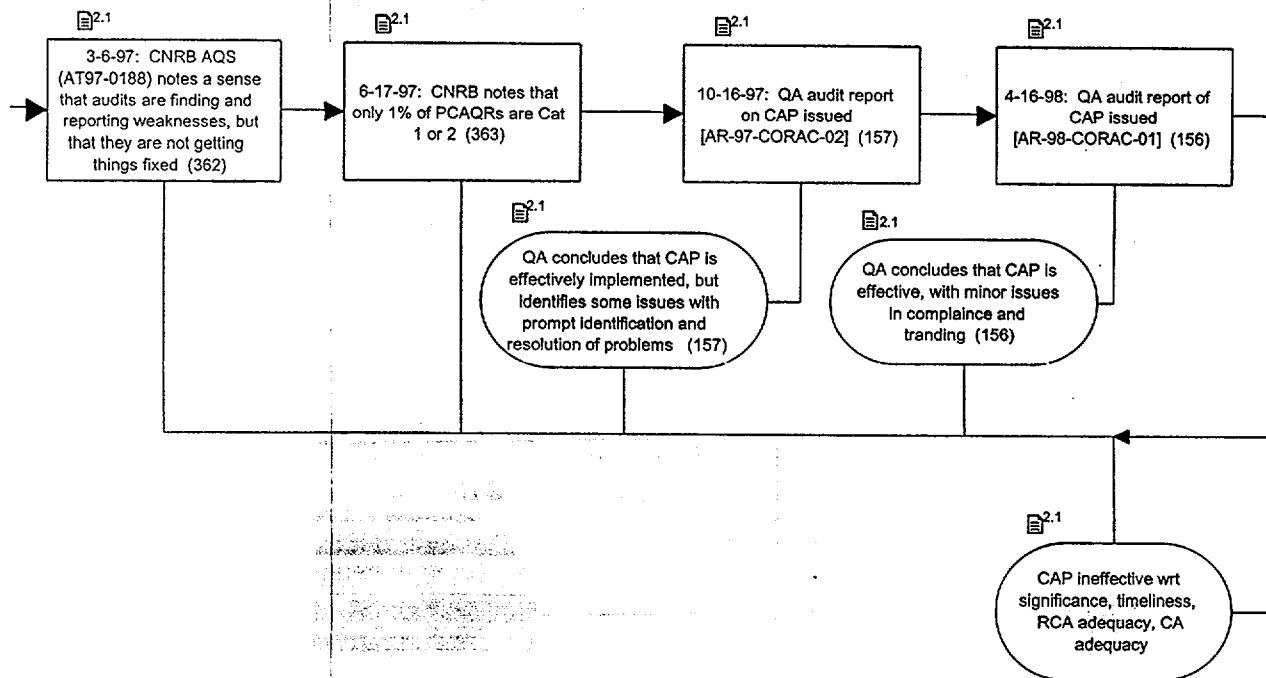 2.1
3-6-97: CNRB AQS
(AT97-0188) notes a sense
that audits are finding and
reporting weaknesses, but
that they are not getting
things fixed (362)
2.1
6-17-97: CNRB notes that
only 1% of PCAQRs are Cat
1 or 2 (363)
2.1
10-16-97: QA audit report
on CAP issued
[AR-97-CORAC-02] (157)
2.1
4-16-98: QA audit report of
CAP issued
[AR-98-CORAC-01] (156)
2.1
QA concludes that CAP is
effectively implemented, but
identifies some issues with
prompt identification and
resolution of problems (157)
2.1
QA concludes that CAP is
effective, with minor issues
in complaince and
tranding (156)
2.1
CAP ineffective wrt
significance, timeliness,
RCA adequacy, CA
adequacy